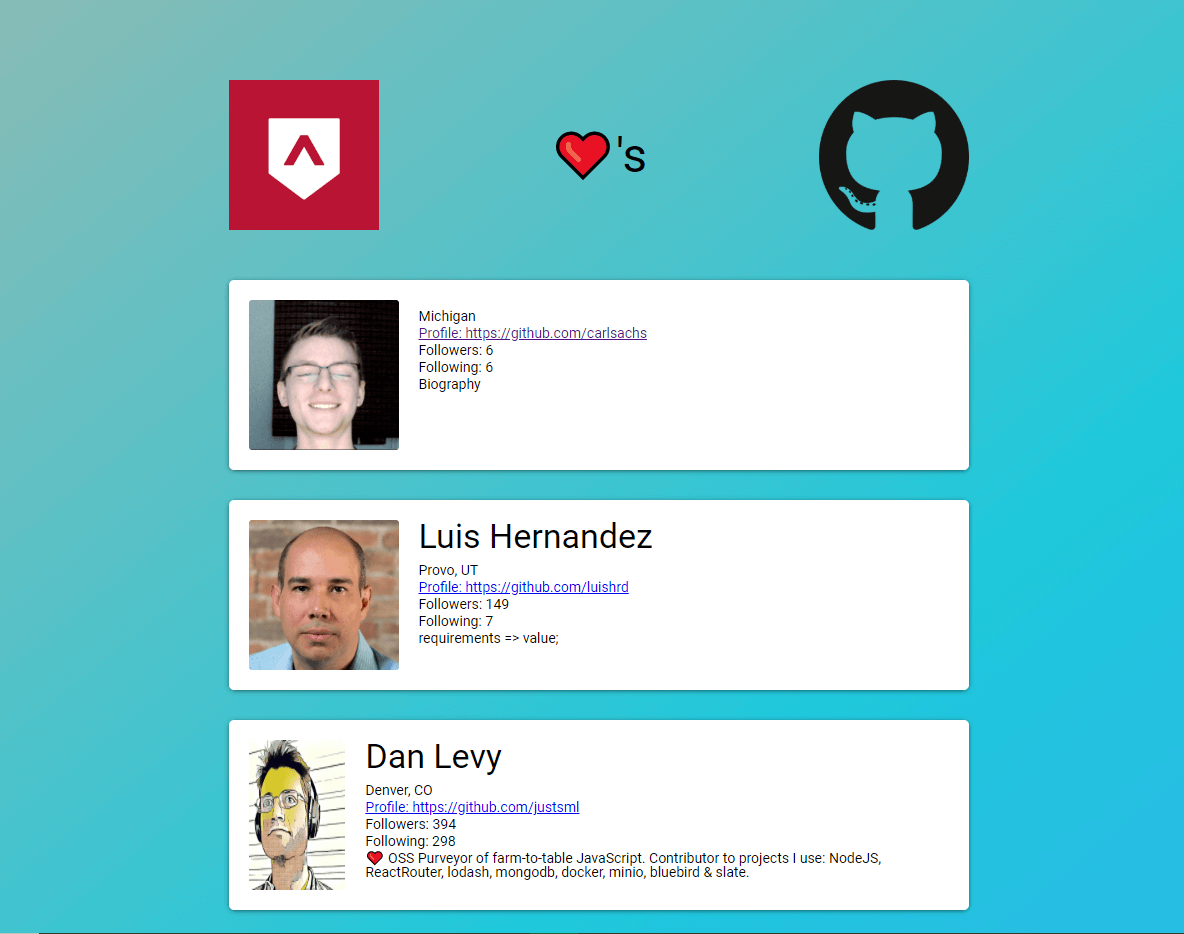 ❤️'s
Michigan
Profile: https://github.com/carlsachs
Followers: 6
Following: 6
Biography
Luis Hernandez
Provo, UT
Profile: https://github.com/luishrd
Followers: 149
Following: 7
requirements => value;
Dan Levy
Denver, CO
Profile: https://github.com/justsml
Followers: 394
Following: 298
❤️ OSS Purveyor of farm-to-table JavaScript. Contributor to projects I use: NodeJS,
ReactRouter, lodash, mongodb, docker, minio, bluebird & slate.